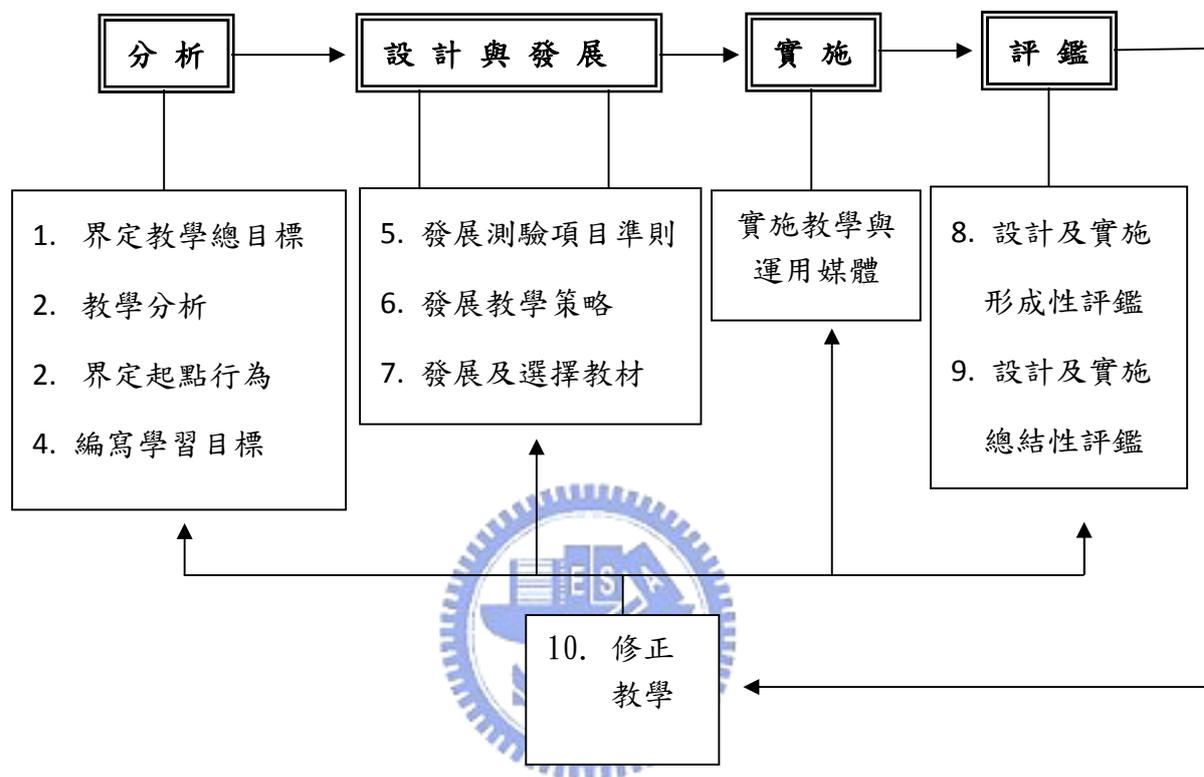 分析
設計與發展
實施
評鑑
1. 界定教學總目標
2. 教學分析
2. 界定起點行為
4. 編寫學習目標
5. 發展測驗項目準則
6. 發展教學策略
7. 發展及選擇教材
實施教學與
運用媒體
8. 設計及實施
形成性評鑑
9. 設計及實施
總結性評鑑
ESA
10. 修正
教學